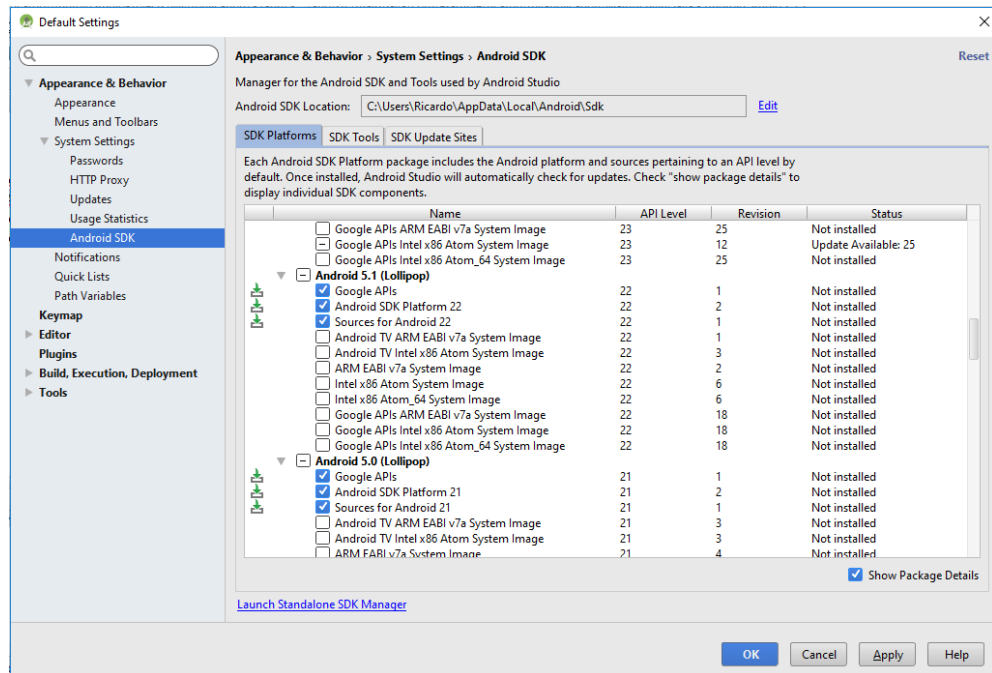 Default Settings
Appearance & Behavior › System Settings › Android SDK
Reset
Appearance & Behavior
Appearance
Menus and Toolbars
System Settings
Passwords
HTTP Proxy
Updates
Usage Statistics
Android SDK
Notifications
Quick Lists
Path Variables
Keymap
Editor
Plugins
Build, Execution, Deployment
Tools
Manager for the Android SDK and Tools used by Android Studio
Android SDK Location: C:\Users\Ricardo\AppData\Local\Android\Sdk Edit
SDK Platforms SDK Tools SDK Update Sites
Each Android SDK Platform package includes the Android platform and sources pertaining to an API level by
default. Once installed, Android Studio will automatically check for updates. Check "show package details" to
display individual SDK components.
Name API Level Revision Status
Google APIs ARM EABI v7a System Image 23 25 Not installed
Google APIs Intel x86 Atom System Image 23 12 Update Available: 25
Google APIs Intel x86 Atom_64 System Image 23 25 Not installed
Android 5.1 (Lollipop)
Google APIs 22 1 Not installed
Android SDK Platform 22 22 2 Not installed
Sources for Android 22 22 1 Not installed
Android TV ARM EABI v7a System Image 22 1 Not installed
Android TV Intel x86 Atom System Image 22 3 Not installed
ARM EABI v7a System Image 22 2 Not installed
Intel x86 Atom System Image 22 6 Not installed
Intel x86 Atom_64 System Image 22 6 Not installed
Google APIs ARM EABI v7a System Image 22 18 Not installed
Google APIs Intel x86 Atom System Image 22 18 Not installed
Google APIs Intel x86 Atom_64 System Image 22 18 Not installed
Android 5.0 (Lollipop)
Google APIs 21 1 Not installed
Android SDK Platform 21 21 2 Not installed
Sources for Android 21 21 1 Not installed
Android TV ARM EABI v7a System Image 21 3 Not installed
Android TV Intel x86 Atom System Image 21 3 Not installed
ARM EABI v7a System Image 21 4 Not installed
Show Package Details
Launch Standalone SDK Manager
OK Cancel Apply Help